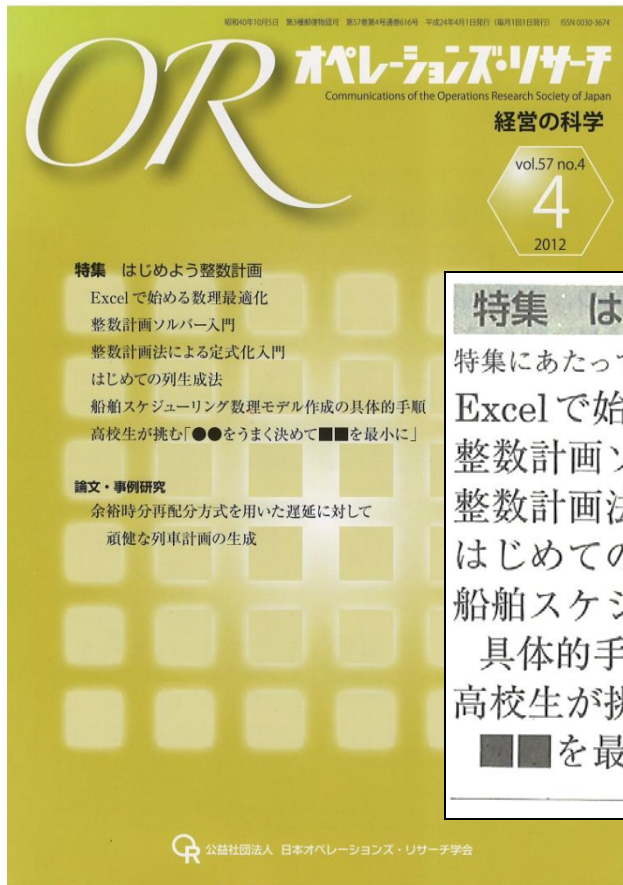 昭和40年10月5日 第3種郵便物認可 第57巻第4号通巻616号 平成24年4月1日発行(毎月1回1日発行) ISSN 0030-3674
OR オペレーションズ・リサーチ
Communications of the Operations Research Society of Japan
経営の科学
vol.57 no.4
4
2012
特集 はじめよう整数計画
Excelで始める数理最適化
整数計画ソルバー入門
整数計画法による定式化入門
はじめての列生成法
船舶スケジューリング数理モデル作成の具体的手順
高校生が挑む「●●をうまく決めて■■を最小に」
論文・事例研究
余裕時分再配分方式を用いた遅延に対して
頑健な列車計画の生成
特集 は
特集にあたって
Excelで始
整数計画ソ
整数計画法
はじめての
船舶スケジ
具体的手
高校生が挑
■■を最
OR 公益社団法人 日本オペレーションズ・リサーチ学会